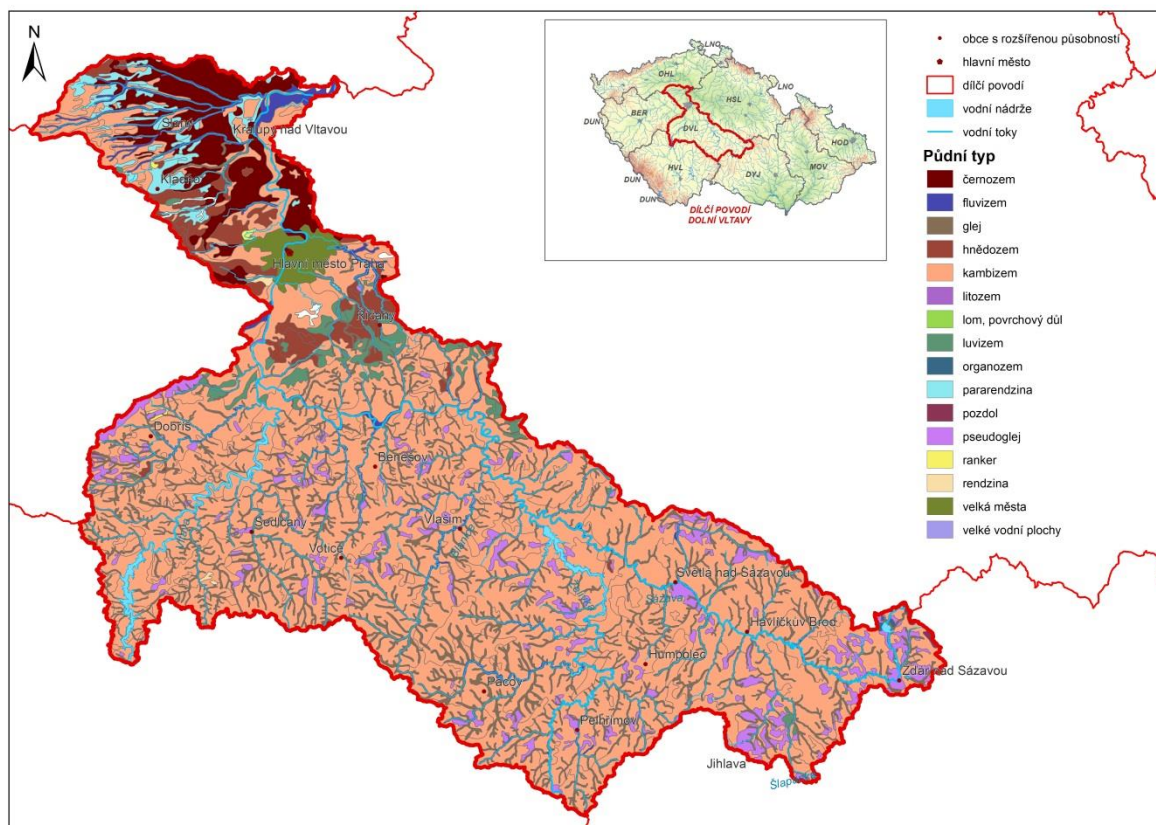 N
obce s rozšířenou působností
hlavní město
dílčí povodí
vodní nádrže
vodní toky
Půdní typ
černozem
fluvizem
glej
hnědozem
kambizem
litozem
lom, povrchový důl
luvizem
organozem
pararendzina
pozdol
pseudoglej
ranker
rendzina
velká města
velké vodní plochy
LNO
DHL
LNO
HSL
BER
DUN
DVL
HOD
MOV
HVL
DYJ
DUN
DUN
DÍLČÍ POVODÍ
DOLNÍ VLTAVY
Slaný
Kralupy nad Vltavou
Kladno
Hlavní město Praha
Říčany
Dobříš
Benešov
Sedlčany
Vlašim
Votice
Světlá nad Sázavou
Sázava
Havlíčkův Brod
Humpolec
Žďár nad Sázavou
Pacov
Pelhřimov
Jihlava